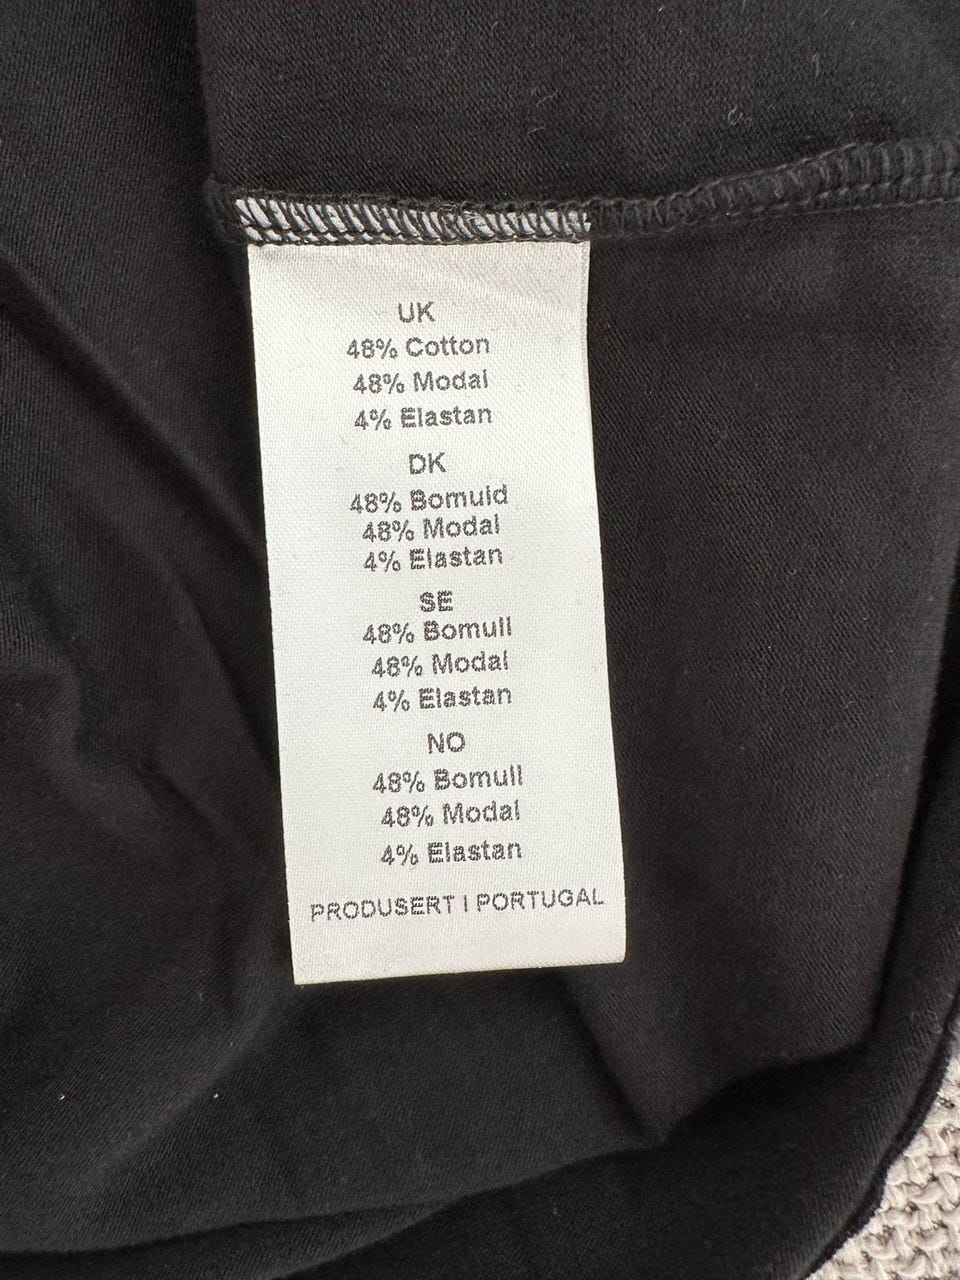 UK
48% Cotton
48% Modal
4% Elastan
DK
48% Bomuld
48% Modal
4% Elastan
SE
48% Bomull
48% Modal
4% Elastan
NO
48% Bomull
48% Modal
4% Elastan
PRODUSERT I PORTUGAL